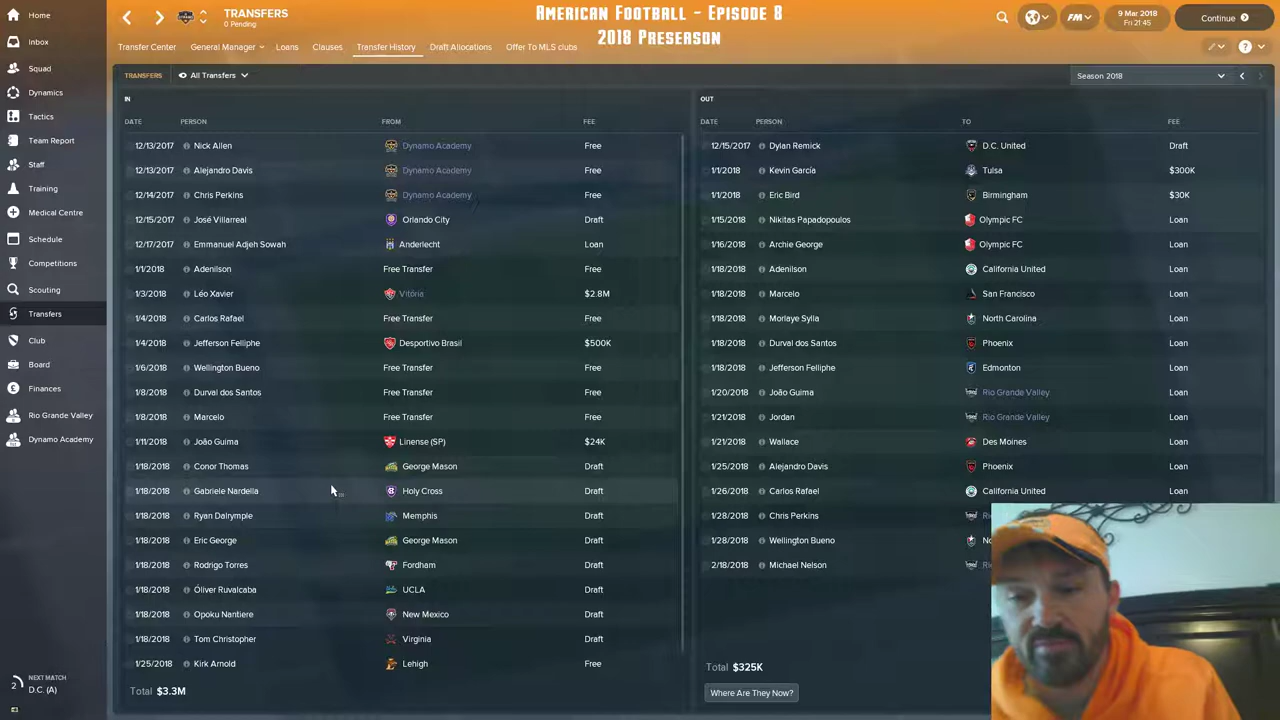 Home
Inbox
Squad
Dynamics
Tactics
Team Report
Staff
Training
Medical Centre
Schedule
Competitions
Scouting
Transfers
Club
Board
Finances
Rio Grande Valley
Dynamo Academy
2 NEXT MATCH
D.C. (A)
TRANSFERS
0 Pending
AMERICAN FOOTBALL - EPISODE 8
2018 PRESEASON
FM
9 Mar 2018
Fri 21:45
Continue
Transfer Center General Manager Loans Clauses Transfer History Draft Allocations Offer To MLS clubs
?
TRANSFERS All Transfers Season 2018
IN
DATE PERSON FROM FEE
12/13/2017 Nick Allen Dynamo Academy Free
12/13/2017 Alejandro Davis Dynamo Academy Free
12/14/2017 Chris Perkins Dynamo Academy Free
12/15/2017 José Villarreal Orlando City Draft
12/17/2017 Emmanuel Adjeh Sowah Anderlecht Loan
1/1/2018 Adenilson Free Transfer Free
1/3/2018 Léo Xavier Vitória $2.8M
1/4/2018 Carlos Rafael Free Transfer Free
1/4/2018 Jefferson Felliphe Desportivo Brasil $500K
1/6/2018 Wellington Bueno Free Transfer Free
1/8/2018 Durval dos Santos Free Transfer Free
1/8/2018 Marcelo Free Transfer Free
1/11/2018 João Guima Linense (SP) $24K
1/18/2018 Conor Thomas George Mason Draft
1/18/2018 Gabriele Nardella Holy Cross Draft
1/18/2018 Ryan Dalrymple Memphis Draft
1/18/2018 Eric George George Mason Draft
1/18/2018 Rodrigo Torres Fordham Draft
1/18/2018 Óliver Ruvalcaba UCLA Draft
1/18/2018 Opoku Nantiere New Mexico Draft
1/18/2018 Tom Christopher Virginia Draft
1/25/2018 Kirk Arnold Lehigh Free
Total $3.3M
OUT
DATE PERSON TO FEE
12/15/2017 Dylan Remick D.C. United Draft
1/1/2018 Kevin García Tulsa $300K
1/1/2018 Eric Bird Birmingham $30K
1/15/2018 Nikitas Papadopoulos Olympic FC Loan
1/16/2018 Archie George Olympic FC Loan
1/18/2018 Adenilson California United Loan
1/18/2018 Marcelo San Francisco Loan
1/18/2018 Morlaye Sylla North Carolina Loan
1/18/2018 Durval dos Santos Phoenix Loan
1/18/2018 Jefferson Felliphe Edmonton Loan
1/20/2018 João Guima Rio Grande Valley Loan
1/21/2018 Jordan Rio Grande Valley Loan
1/21/2018 Wallace Des Moines Loan
1/25/2018 Alejandro Davis Phoenix Loan
1/26/2018 Carlos Rafael California United Loan
1/28/2018 Chris Perkins
1/28/2018 Wellington Bueno
2/18/2018 Michael Nelson
Total $325K
Where Are They Now?